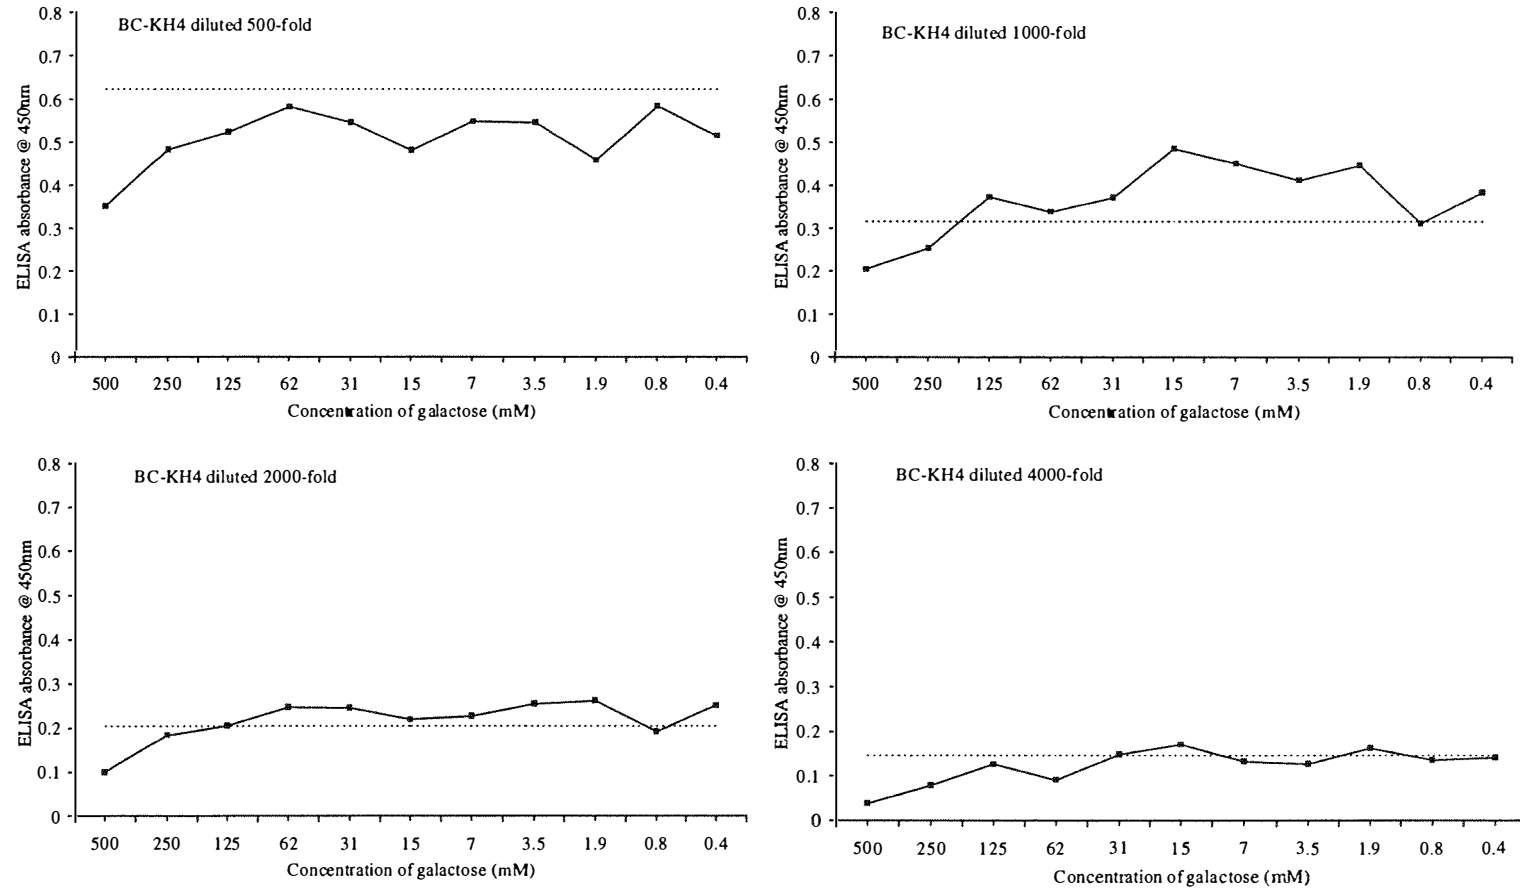 BC-KH4 diluted 500-fold
ELISA absorbance @ 450nm
0.8
0.7
0.6
0.5
0.4
0.3
0.2
0.1
0
500 250 125 62 31 15 7 3.5 1.9 0.8 0.4
Concentration of galactose (mM)
BC-KH4 diluted 1000-fold
ELISA absorbance @ 450nm
0.8
0.7
0.6
0.5
0.4
0.3
0.2
0.1
0
500 250 125 62 31 15 7 3.5 1.9 0.8 0.4
Concentration of galactose (mM)
BC-KH4 diluted 2000-fold
ELISA absorbance @ 450nm
0.8
0.7
0.6
0.5
0.4
0.3
0.2
0.1
0
500 250 125 62 31 15 7 3.5 1.9 0.8 0.4
Concentration of galactose (mM)
BC-KH4 diluted 4000-fold
ELISA absorbance @ 450nm
0.8
0.7
0.6
0.5
0.4
0.3
0.2
0.1
0
500 250 125 62 31 15 7 3.5 1.9 0.8 0.4
Concentration of galactose (mM)